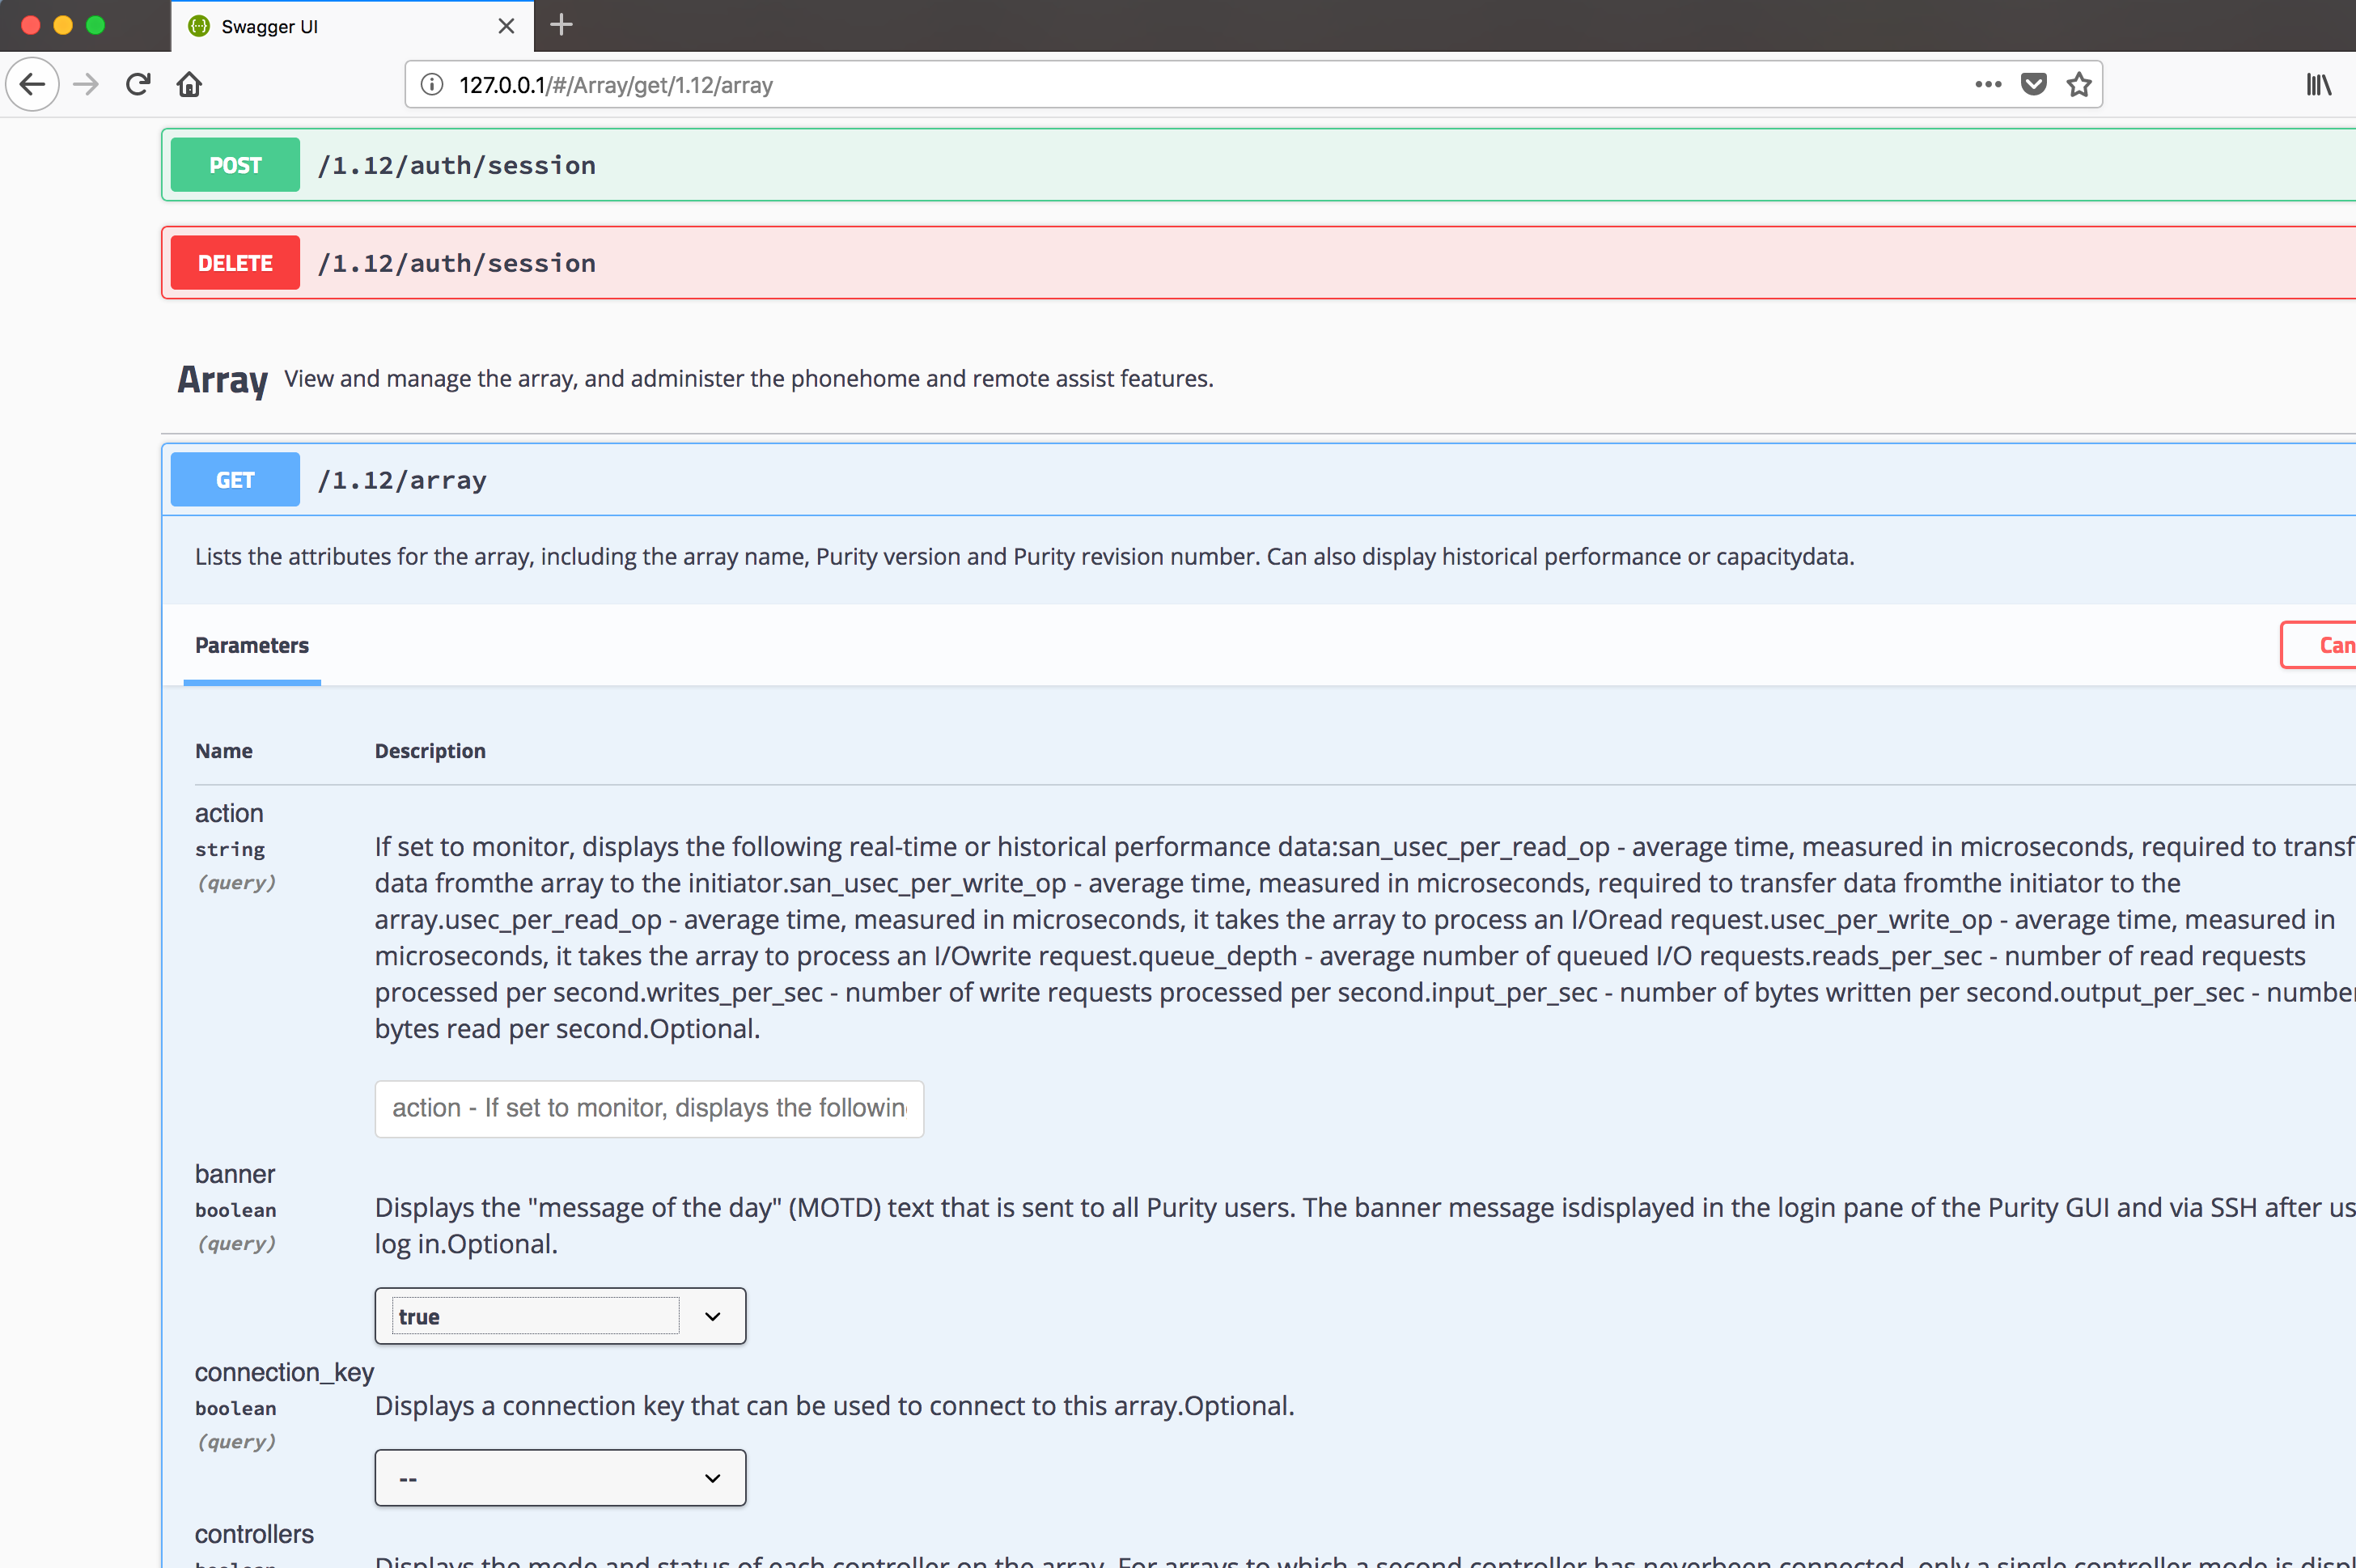 Swagger UI
127.0.0.1/#/Array/get/1.12/array
POST /1.12/auth/session
DELETE /1.12/auth/session
Array View and manage the array, and administer the phonehome and remote assist features.
GET /1.12/array
Lists the attributes for the array, including the array name, Purity version and Purity revision number. Can also display historical performance or capacitydata.
Parameters
Can
Name Description
action
string
(query)
If set to monitor, displays the following real-time or historical performance data:san_usec_per_read_op - average time, measured in microseconds, required to transf
data fromthe array to the initiator.san_usec_per_write_op - average time, measured in microseconds, required to transfer data fromthe initiator to the
array.usec_per_read_op - average time, measured in microseconds, it takes the array to process an I/Oread request.usec_per_write_op - average time, measured in
microseconds, it takes the array to process an I/Owrite request.queue_depth - average number of queued I/O requests.reads_per_sec - number of read requests
processed per second.writes_per_sec - number of write requests processed per second.input_per_sec - number of bytes written per second.output_per_sec - number
bytes read per second.Optional.
action - If set to monitor, displays the followin
banner
boolean
(query)
Displays the "message of the day" (MOTD) text that is sent to all Purity users. The banner message isdisplayed in the login pane of the Purity GUI and via SSH after us
log in.Optional.
true
connection_key
boolean
(query)
Displays a connection key that can be used to connect to this array.Optional.
--
controllers
boolean
Displays the mode and status of each controller on the array. For arrays to which a second controller has neverbeen connected, only a single controller mode is displ